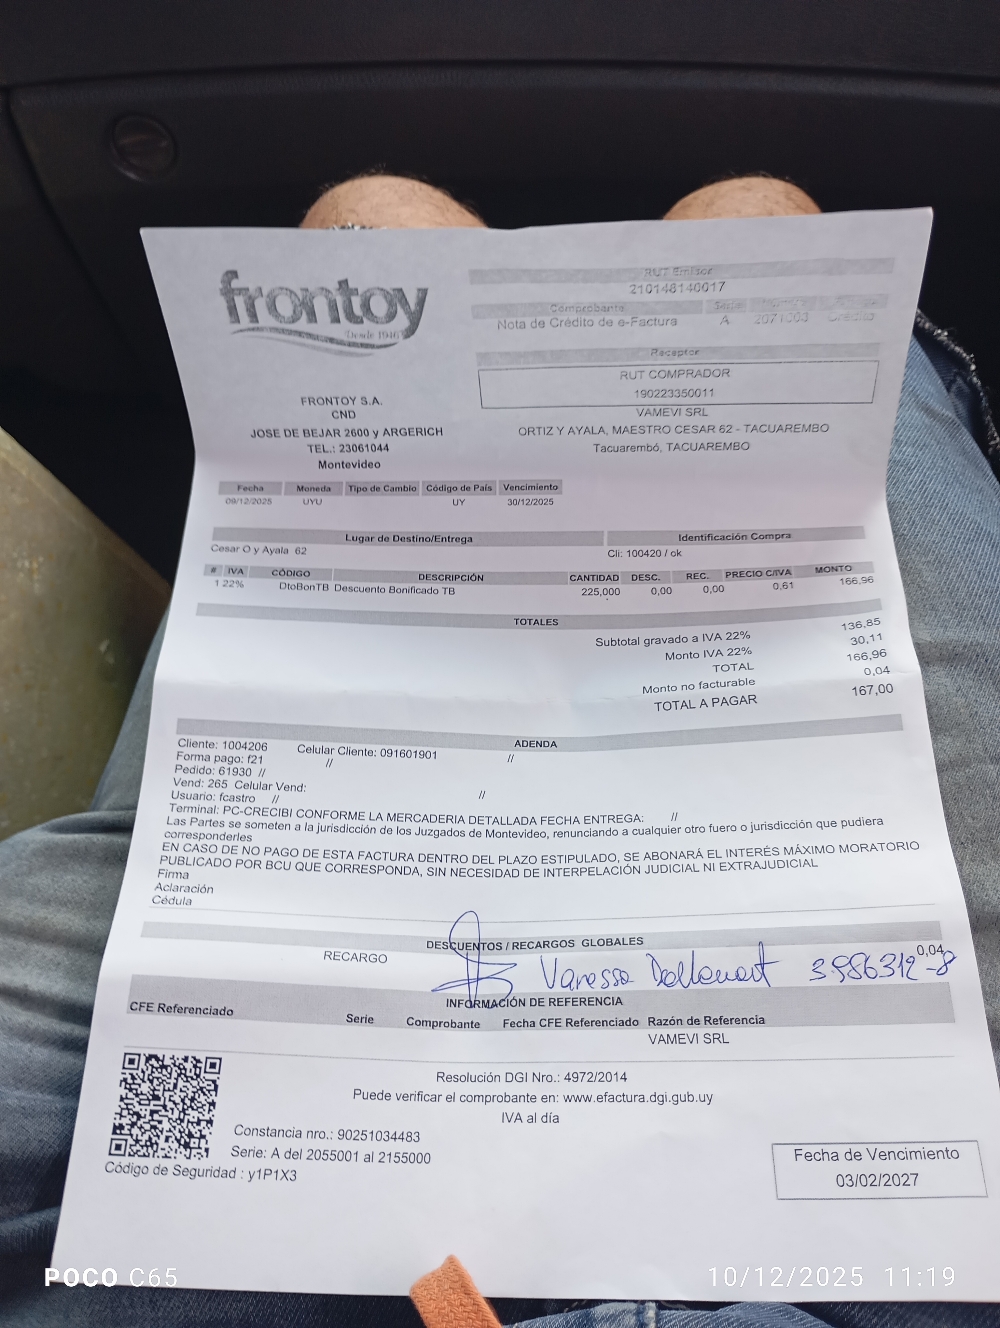 frontoy
Desde 1946
RUT Emisor
210148140017
Comprobante
Nota de Crédito de e-Factura A Crédito
Receptor
RUT COMPRADOR
190223350011
VAMEVI SRL
ORTIZ Y AYALA, MAESTRO CESAR 62 - TACUAREMBO
Tacuarembó, TACUAREMBO
FRONTOY S.A.
CND
JOSE DE BEJAR 2600 y ARGERICH
TEL.: 23061044
Montevideo
Fecha Moneda Tipo de Cambio Código de País Vencimiento
09/12/2025 UYU UY 30/12/2025
Lugar de Destino/Entrega Identificación Compra
Cesar O y Ayala 62 Cli: 100420 / ok
# IVA CÓDIGO DESCRIPCIÓN CANTIDAD DESC. REC. PRECIO C/IVA MONTO
1 22% DtoBonTB Descuento Bonificado TB 225,000 0,00 0,00 0,61 166,96
TOTALES
Subtotal gravado a IVA 22% 136,85
Monto IVA 22% 30,11
TOTAL 166,96
Monto no facturable 0,04
TOTAL A PAGAR 167,00
ADENDA
Cliente: 1004206 Celular Cliente: 091601901 //
Forma pago: f21 //
Pedido: 61930 //
Vend: 265 Celular Vend: //
Usuario: fcastro //
Terminal: PC-CRECIBI CONFORME LA MERCADERIA DETALLADA FECHA ENTREGA: //
Las Partes se someten a la jurisdicción de los Juzgados de Montevideo, renunciando a cualquier otro fuero o jurisdicción que pudiera
corresponderles
EN CASO DE NO PAGO DE ESTA FACTURA DENTRO DEL PLAZO ESTIPULADO, SE ABONARÁ EL INTERÉS MÁXIMO MORATORIO
PUBLICADO POR BCU QUE CORRESPONDA, SIN NECESIDAD DE INTERPELACIÓN JUDICIAL NI EXTRAJUDICIAL
Firma
Aclaración
Cédula
DESCUENTOS / RECARGOS GLOBALES
RECARGO 0,04
Vanessa 3.986312-8
INFORMACIÓN DE REFERENCIA
CFE Referenciado Serie Comprobante Fecha CFE Referenciado Razón de Referencia
VAMEVI SRL
Resolución DGI Nro.: 4972/2014
Puede verificar el comprobante en: www.efactura.dgi.gub.uy
IVA al día
Constancia nro.: 90251034483
Serie: A del 2055001 al 2155000
Código de Seguridad : y1P1X3
Fecha de Vencimiento
03/02/2027
POCO C65
10/12/2025 11:19